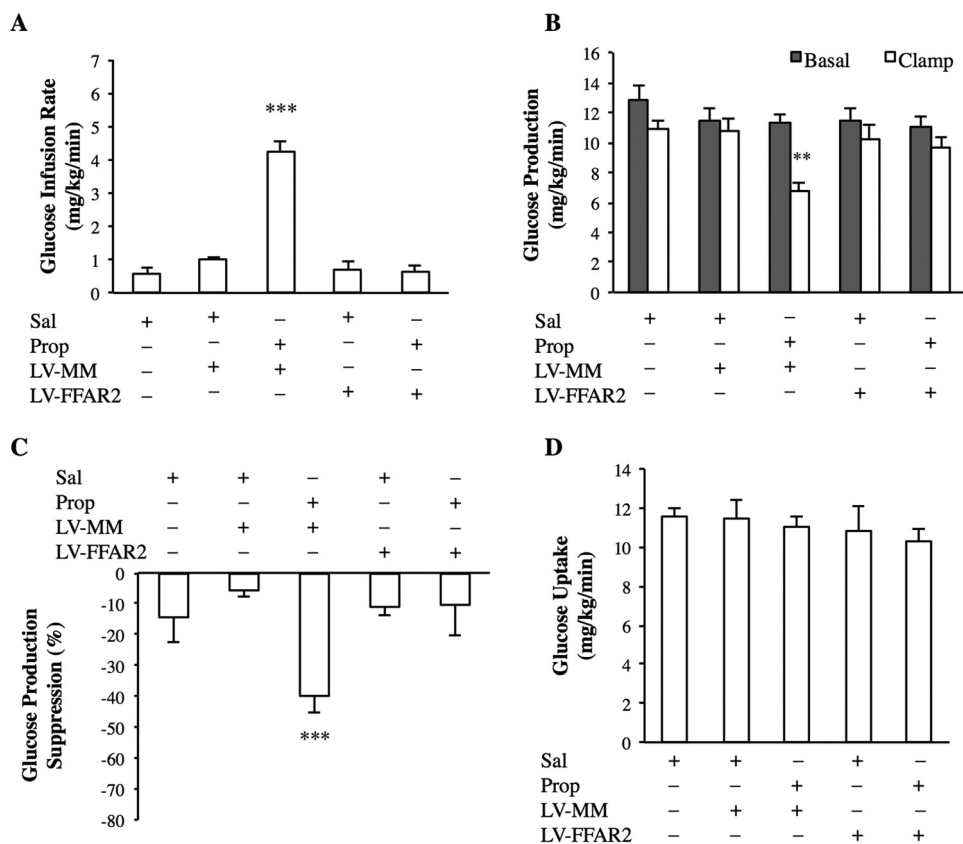 A
Glucose Infusion Rate
(mg/kg/min)
7
6
5
4
3
2
1
0
***
Sal + + – + –
Prop – – + – +
LV-MM – + + – –
LV-FFAR2 – – – + +
B
Glucose Production
(mg/kg/min)
16
14
12
10
8
6
4
2
0
Basal Clamp
**
Sal + + – + –
Prop – – + – +
LV-MM – + + – –
LV-FFAR2 – – – + +
C
Sal + + – + –
Prop – – + – +
LV-MM – + + – –
LV-FFAR2 – – – + +
Glucose Production
Suppression (%)
0
-10
-20
-30
-40
-50
-60
-70
-80
***
D
Glucose Uptake
(mg/kg/min)
14
12
10
8
6
4
2
0
Sal + + – + –
Prop – – + – +
LV-MM – + + – –
LV-FFAR2 – – – + +